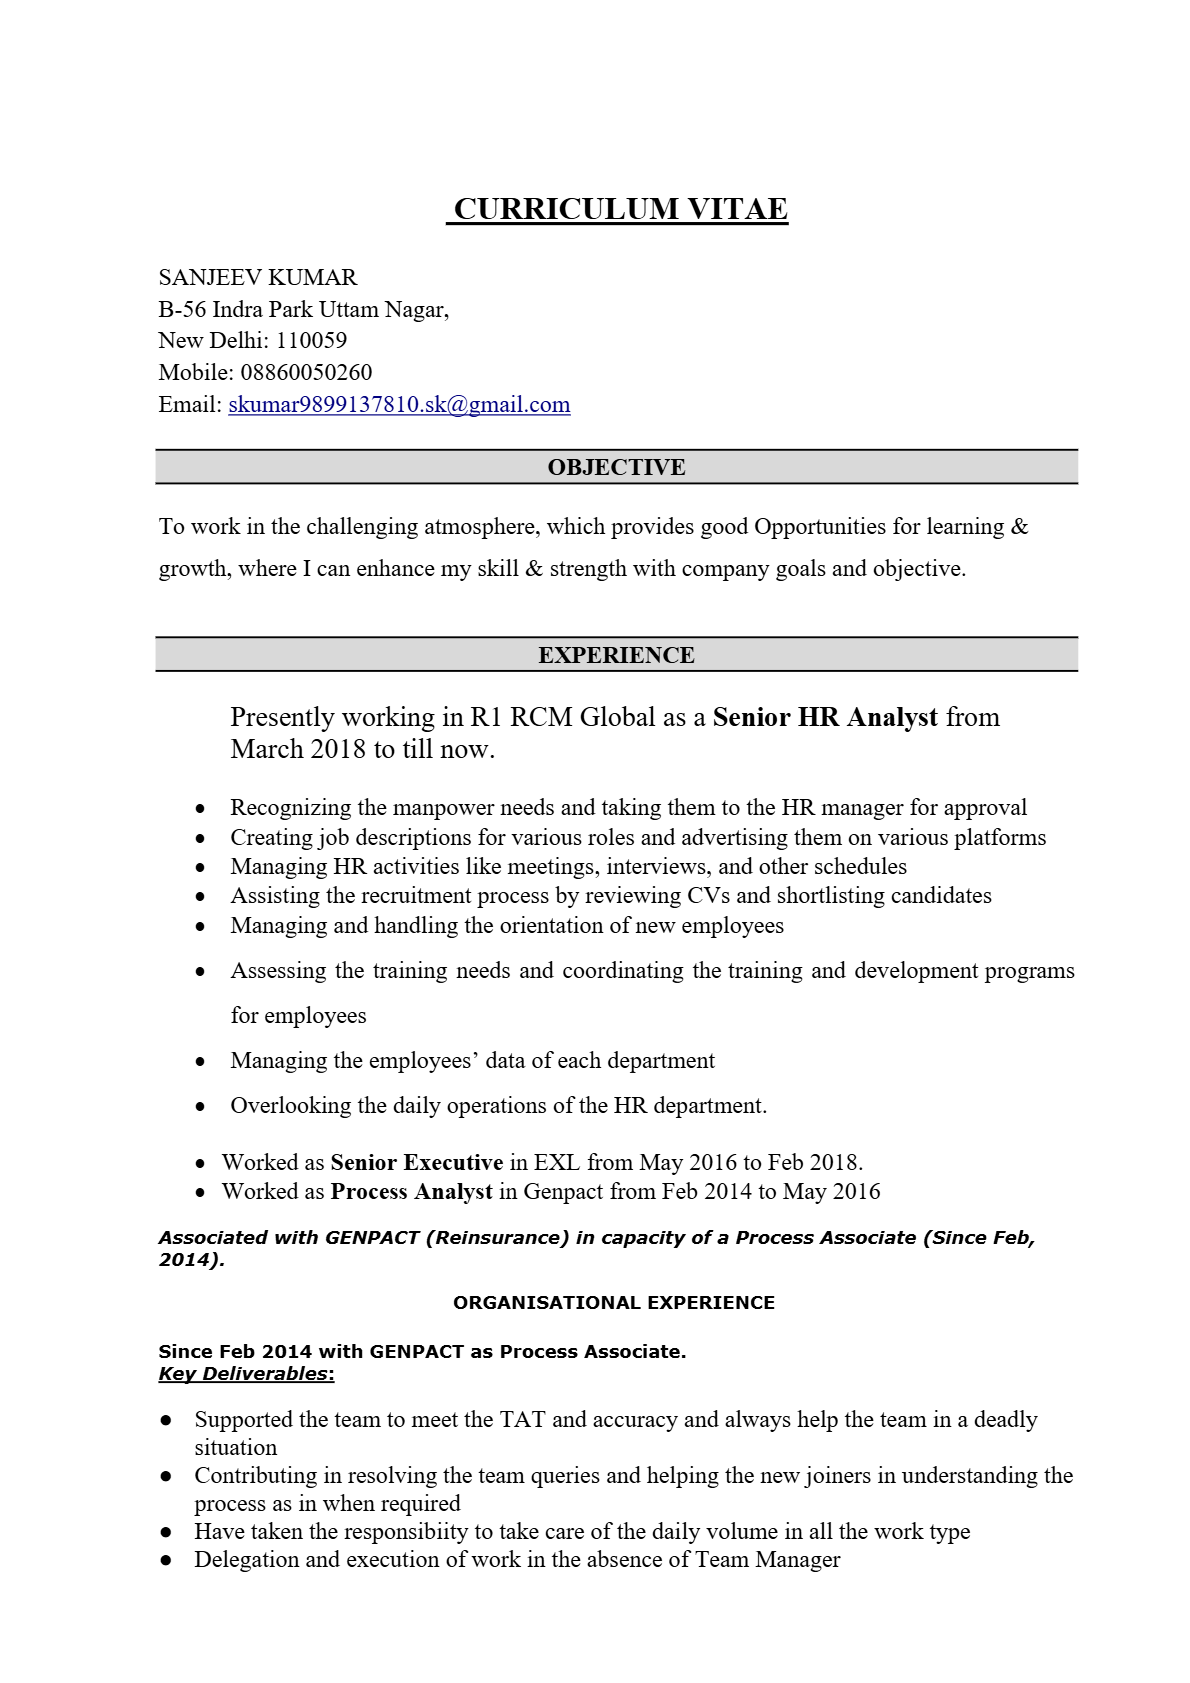 CURRICULUM VITAE
SANJEEV KUMAR
B-56 Indra Park Uttam Nagar,
New Delhi: 110059
Mobile: 08860050260
Email: skumar9899137810.sk@gmail.com
OBJECTIVE
To work in the challenging atmosphere, which provides good Opportunities for learning &
growth, where I can enhance my skill & strength with company goals and objective.
EXPERIENCE
Presently working in R1 RCM Global as a Senior HR Analyst from
March 2018 to till now.
● Recognizing the manpower needs and taking them to the HR manager for approval
● Creating job descriptions for various roles and advertising them on various platforms
● Managing HR activities like meetings, interviews, and other schedules
● Assisting the recruitment process by reviewing CVs and shortlisting candidates
● Managing and handling the orientation of new employees
● Assessing the training needs and coordinating the training and development programs
for employees
● Managing the employees’ data of each department
● Overlooking the daily operations of the HR department.
● Worked as Senior Executive in EXL from May 2016 to Feb 2018.
● Worked as Process Analyst in Genpact from Feb 2014 to May 2016
Associated with GENPACT (Reinsurance) in capacity of a Process Associate (Since Feb,
2014).
ORGANISATIONAL EXPERIENCE
Since Feb 2014 with GENPACT as Process Associate.
Key Deliverables:
● Supported the team to meet the TAT and accuracy and always help the team in a deadly
situation
● Contributing in resolving the team queries and helping the new joiners in understanding the
process as in when required
● Have taken the responsibiity to take care of the daily volume in all the work type
● Delegation and execution of work in the absence of Team Manager